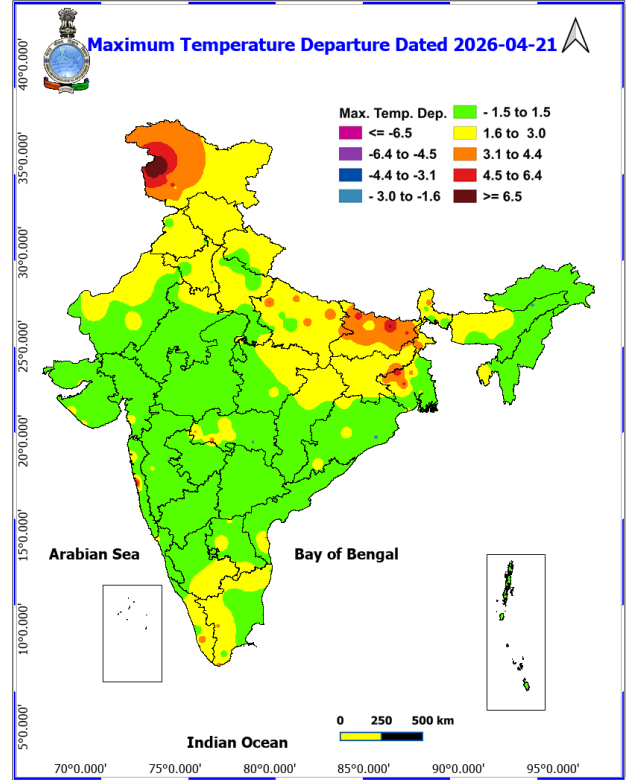 Maximum Temperature Departure Dated 2026-04-21
Max. Temp. Dep.
<= -6.5
-6.4 to -4.5
-4.4 to -3.1
- 3.0 to -1.6
- 1.5 to 1.5
1.6 to 3.0
3.1 to 4.4
4.5 to 6.4
>= 6.5
40°0.000'
35°0.000'
30°0.000'
25°0.000'
20°0.000'
15°0.000'
10°0.000'
5°0.000'
Arabian Sea
Bay of Bengal
Indian Ocean
0 250 500 km
70°0.000' 75°0.000' 80°0.000' 85°0.000' 90°0.000' 95°0.000'